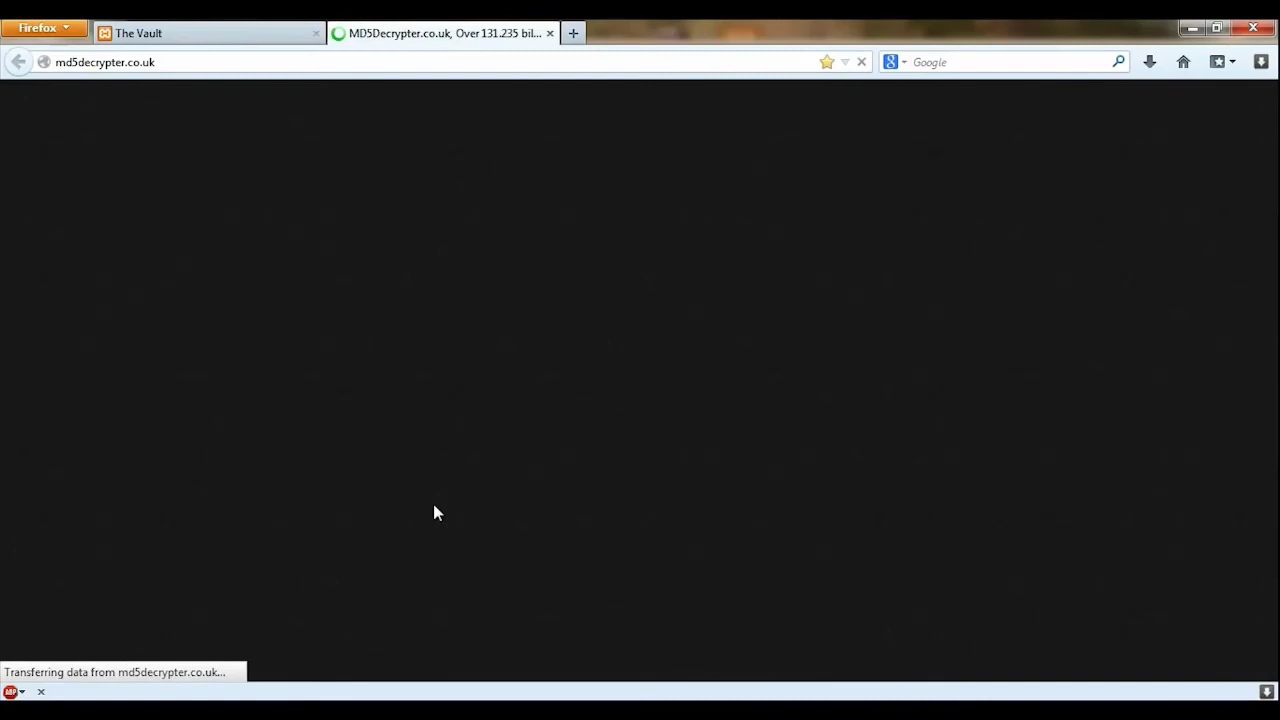 Firefox
The Vault
MD5Decrypter.co.uk, Over 131.235 bil...
md5decrypter.co.uk
Google
Transferring data from md5decrypter.co.uk...
ABP